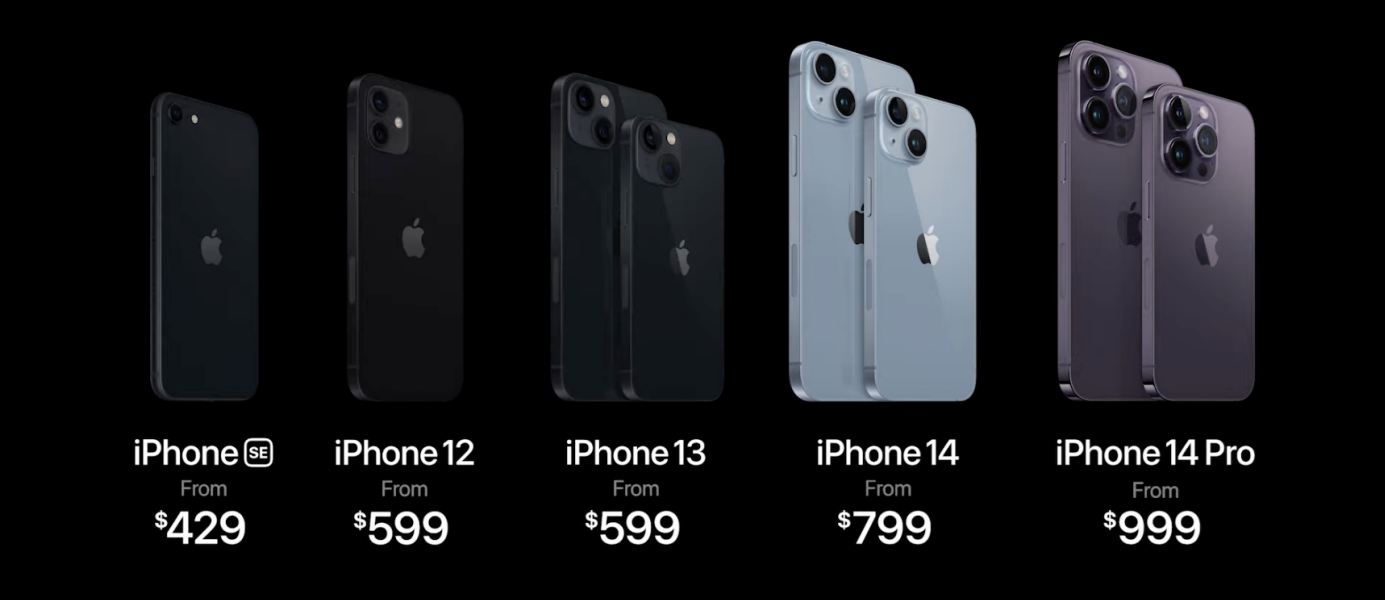 iPhone SE
From
$429
iPhone 12
From
$599
iPhone 13
From
$599
iPhone 14
From
$799
iPhone 14 Pro
From
$999